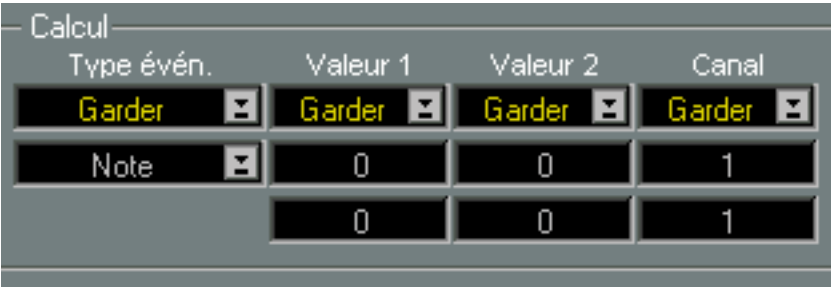 Calcul
Type évén. Valeur 1 Valeur 2 Canal
Garder Garder Garder Garder
Note 0 0 1
0 0 1